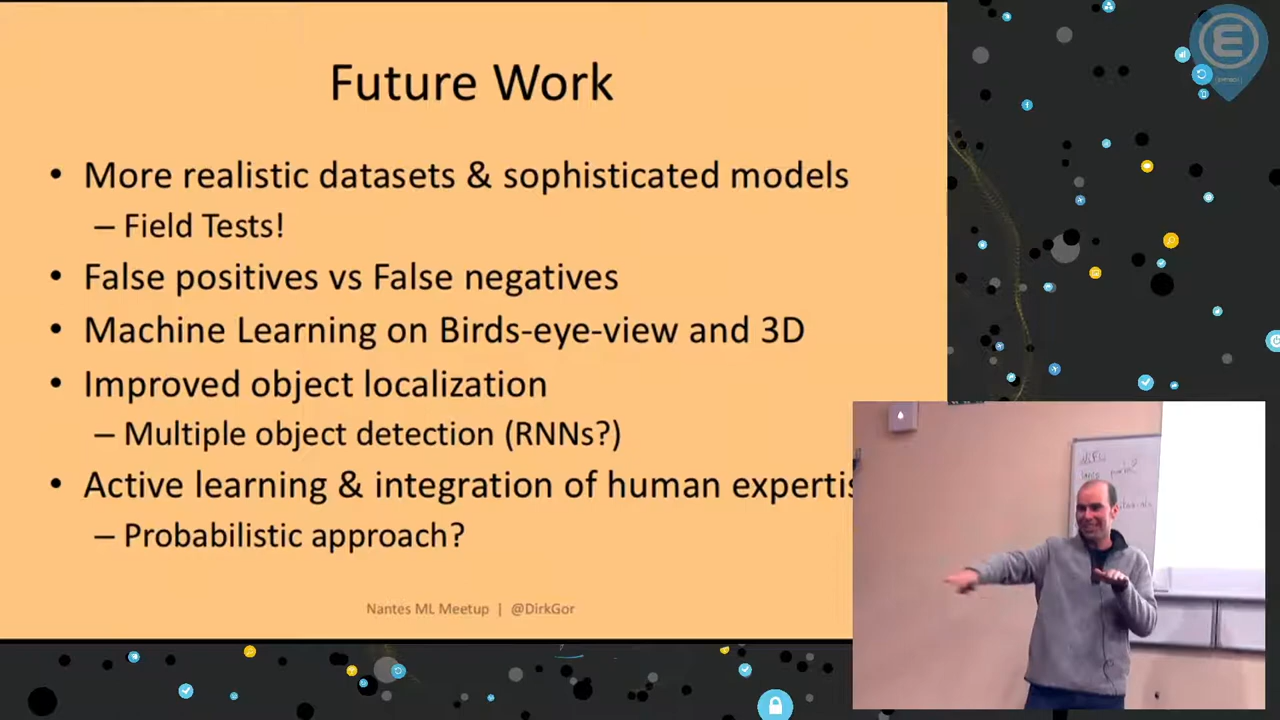 Future Work
• More realistic datasets & sophisticated models
– Field Tests!
• False positives vs False negatives
• Machine Learning on Birds-eye-view and 3D
• Improved object localization
– Multiple object detection (RNNs?)
• Active learning & integration of human expertis
– Probabilistic approach?
Nantes ML Meetup | @DirkGor